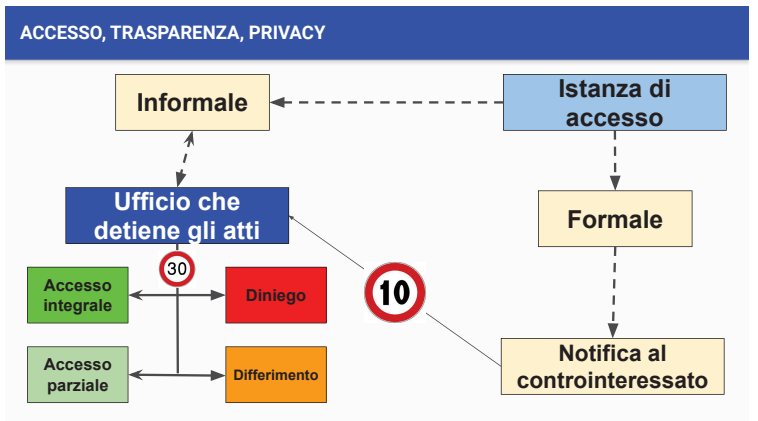 ACCESSO, TRASPARENZA, PRIVACY
Informale
Istanza di
accesso
Ufficio che
detiene gli atti
Formale
30
Accesso
integrale
Diniego
10
Accesso
parziale
Differimento
Notifica al
controinteressato